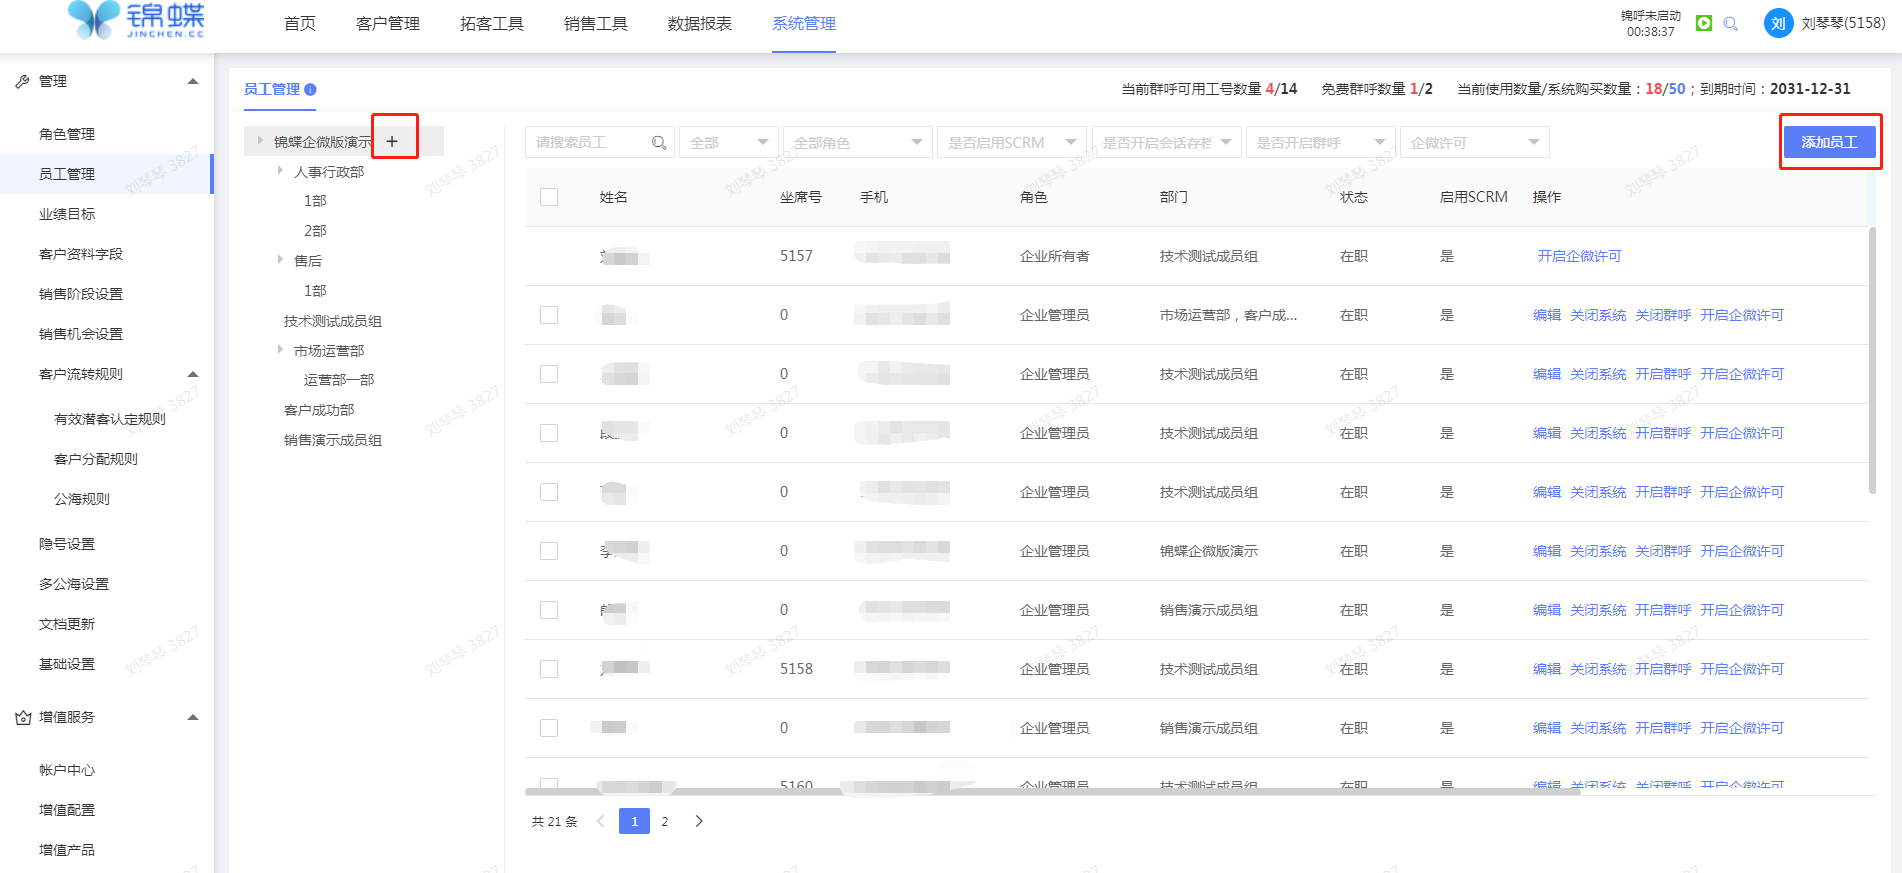 锦蝶
JINCHEN.CC
首页 客户管理 拓客工具 销售工具 数据报表 系统管理
锦呼未启动
00:38:37
刘 刘琴琴(5158)
管理
角色管理
员工管理
业绩目标
客户资料字段
销售阶段设置
销售机会设置
客户流转规则
有效潜客认定规则
客户分配规则
公海规则
隐号设置
多公海设置
文档更新
基础设置
增值服务
帐户中心
增值配置
增值产品
员工管理
当前群呼可用工号数量 4/14 免费群呼数量 1/2 当前使用数量/系统购买数量：18/50；到期时间：2031-12-31
锦蝶企微版演示 +
人事行政部
1部
2部
售后
1部
技术测试成员组
市场运营部
运营部一部
客户成功部
销售演示成员组
请搜索员工 全部 全部角色 是否启用SCRM 是否开启会话存档 是否开启群呼 企微许可
添加员工
姓名 坐席号 手机 角色 部门 状态 启用SCRM 操作
5157 企业所有者 技术测试成员组 在职 是 开启企微许可
0 企业管理员 市场运营部，客户成... 在职 是 编辑 关闭系统 关闭群呼 开启企微许可
0 企业管理员 技术测试成员组 在职 是 编辑 关闭系统 开启群呼 开启企微许可
0 企业管理员 技术测试成员组 在职 是 编辑 关闭系统 开启群呼 开启企微许可
0 企业管理员 技术测试成员组 在职 是 编辑 关闭系统 开启群呼 开启企微许可
0 企业管理员 锦蝶企微版演示 在职 是 编辑 关闭系统 关闭群呼 开启企微许可
0 企业管理员 销售演示成员组 在职 是 编辑 关闭系统 开启群呼 开启企微许可
5158 企业管理员 技术测试成员组 在职 是 编辑 关闭系统 开启群呼 开启企微许可
0 企业管理员 销售演示成员组 在职 是 编辑 关闭系统 开启群呼 开启企微许可
5160 企业管理员 技术测试成员组 在职 是 编辑 关闭系统 开启群呼 开启企微许可
共 21 条 1 2
刘琴琴 3827